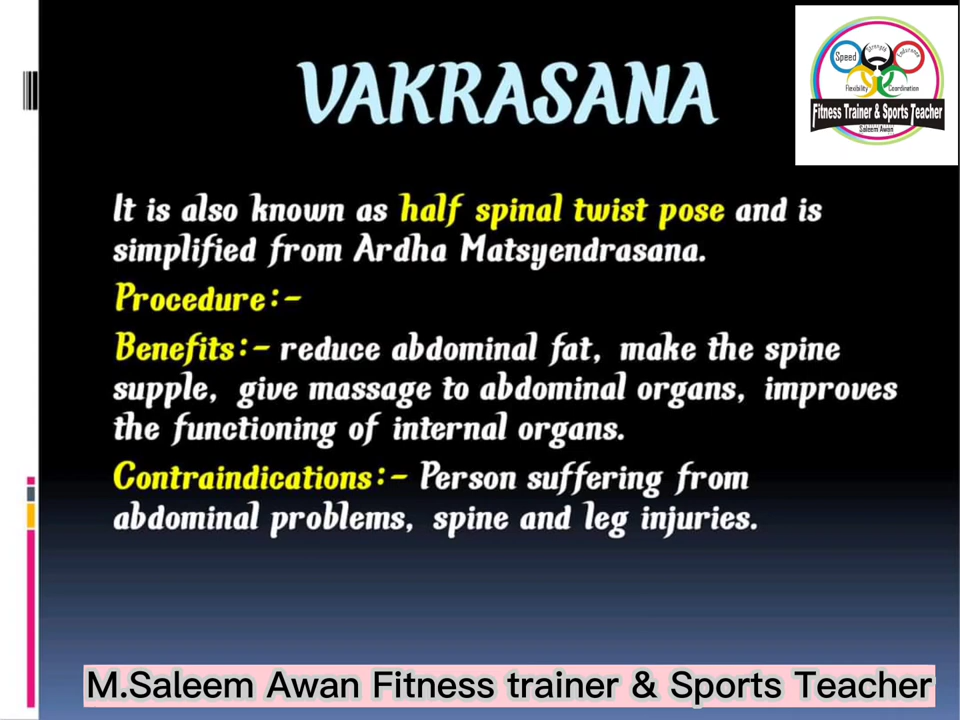 VAKRASANA
Speed
Strength
Endurance
Flexibility
Coordination
Fitness Trainer & Sports Teacher
Saleem Awan
It is also known as half spinal twist pose and is
simplified from Ardha Matsyendrasana.
Procedure:-
Benefits:- reduce abdominal fat, make the spine
supple, give massage to abdominal organs, improves
the functioning of internal organs.
Contraindications:- Person suffering from
abdominal problems, spine and leg injuries.
M.Saleem Awan Fitness trainer & Sports Teacher